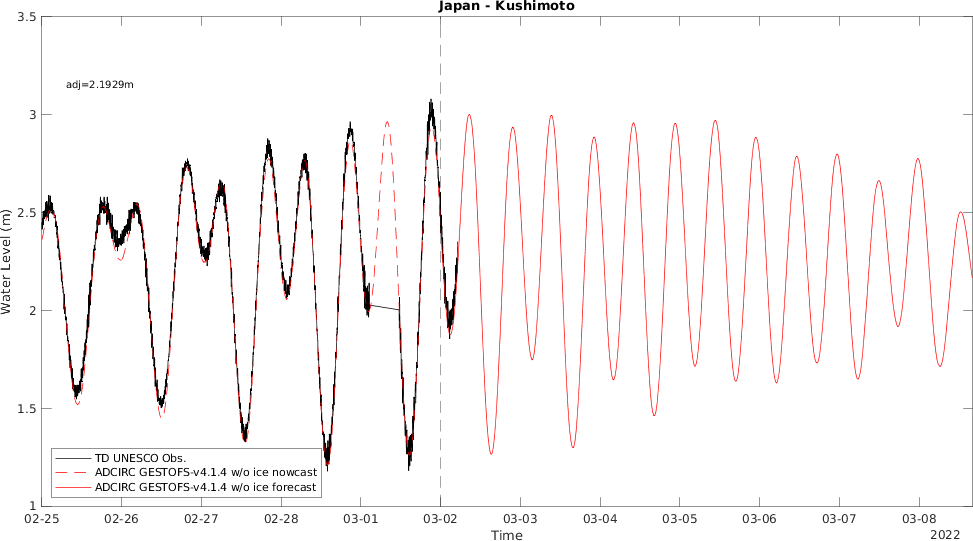 Japan - Kushimoto
3.5
adj=2.1929m
3
2.5
Water Level (m)
2
1.5
TD UNESCO Obs.
ADCIRC GESTOFS-v4.1.4 w/o ice nowcast
ADCIRC GESTOFS-v4.1.4 w/o ice forecast
1
02-25 02-26 02-27 02-28 03-01 03-02 03-03 03-04 03-05 03-06 03-07 03-08
Time
2022